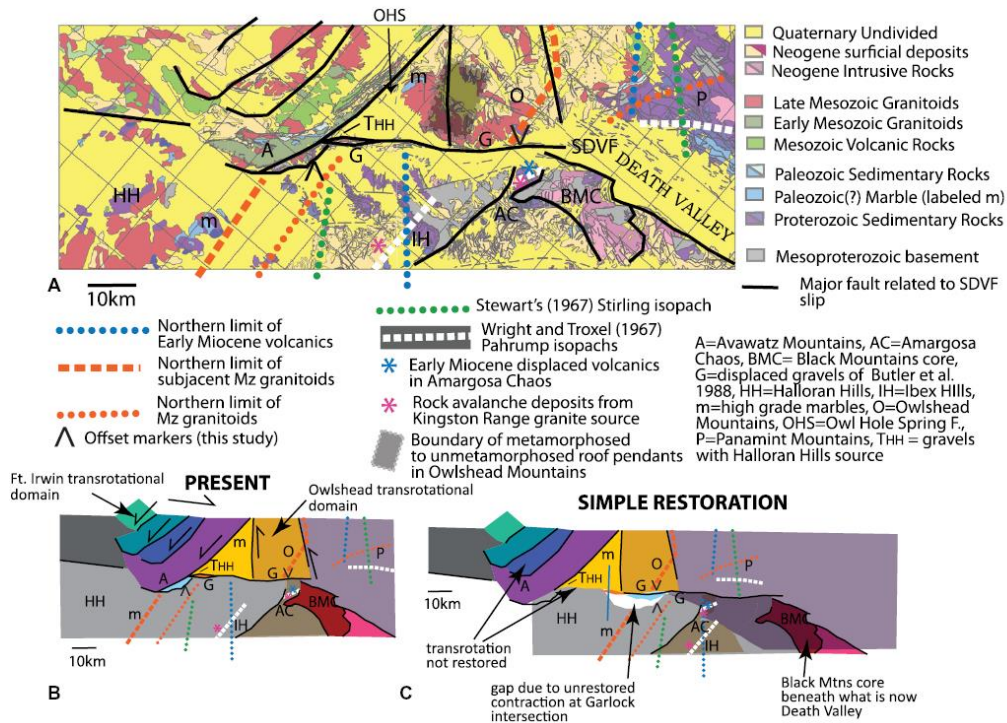 OHS
m
O
P
THH
G
G
SDVF
A
DEATH VALLEY
HH
m
BMC
AC
IH
A
10km
Quaternary Undivided
Neogene surficial deposits
Neogene Intrusive Rocks
Late Mesozoic Granitoids
Early Mesozoic Granitoids
Mesozoic Volcanic Rocks
Paleozoic Sedimentary Rocks
Paleozoic(?) Marble (labeled m)
Proterozoic Sedimentary Rocks
Mesoproterozoic basement
Major fault related to SDVF
slip
Northern limit of
Early Miocene volcanics
Northern limit of
subjacent Mz granitoids
Northern limit of
Mz granitoids
Offset markers (this study)
Stewart's (1967) Stirling isopach
Wright and Troxel (1967)
Pahrump isopachs
Early Miocene displaced volcanics
in Amargosa Chaos
Rock avalanche deposits from
Kingston Range granite source
Boundary of metamorphosed
to unmetamorphosed roof pendants
in Owlshead Mountains
A=Avawatz Mountains, AC=Amargosa
Chaos, BMC= Black Mountains core,
G=displaced gravels of Butler et al.
1988, HH=Halloran Hills, IH=Ibex HIlls,
m=high grade marbles, O=Owlshead
Mountains, OHS=Owl Hole Spring F.,
P=Panamint Mountains, THH = gravels
with Halloran Hills source
Ft. Irwin transrotational
domain
PRESENT
Owlshead transrotational
domain
m
O
P
THH
A
G
G
HH
m
AC
BMC
IH
10km
B
SIMPLE RESTORATION
m
O
P
THH
G
G
A
10km
HH
m
AC
BMC
IH
transrotation
not restored
gap due to unrestored
contraction at Garlock
intersection
Black Mtns core
beneath what is now
Death Valley
C